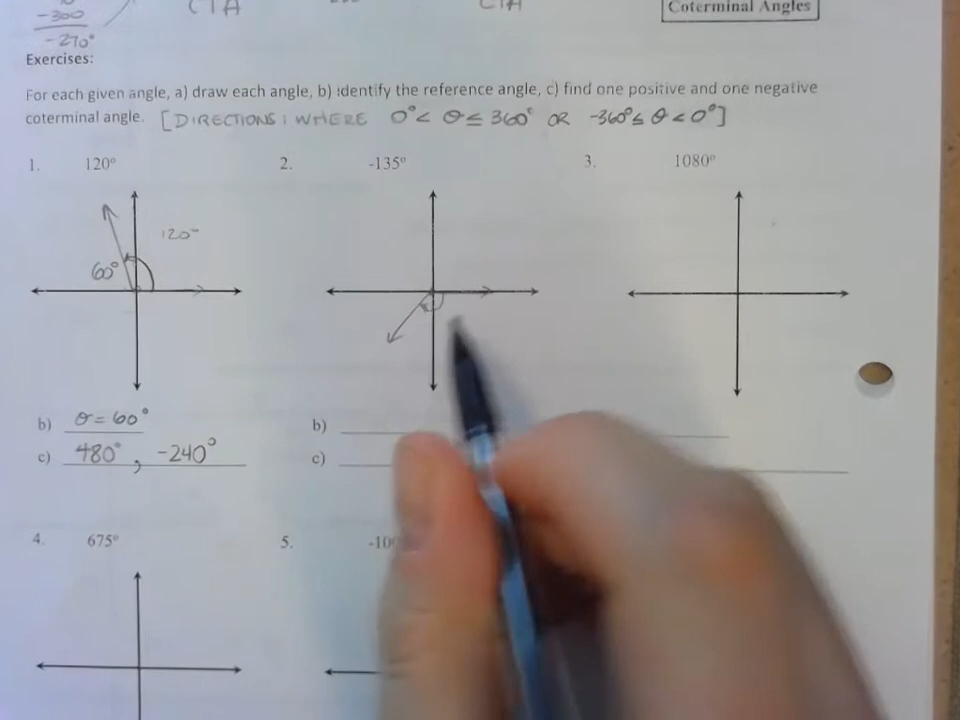 -300
-270°
CTA
CTA
Coterminal Angles
Exercises:
For each given angle, a) draw each angle, b) identify the reference angle, c) find one positive and one negative
coterminal angle. [DIRECTIONS: WHERE 0°< θ ≤ 360° OR -360° ≤ θ < 0°]
1. 120°
2. -135°
3. 1080°
120°
60°
b) θ = 60°
b)
c) 480°, -240°
c)
4. 675°
5. -10